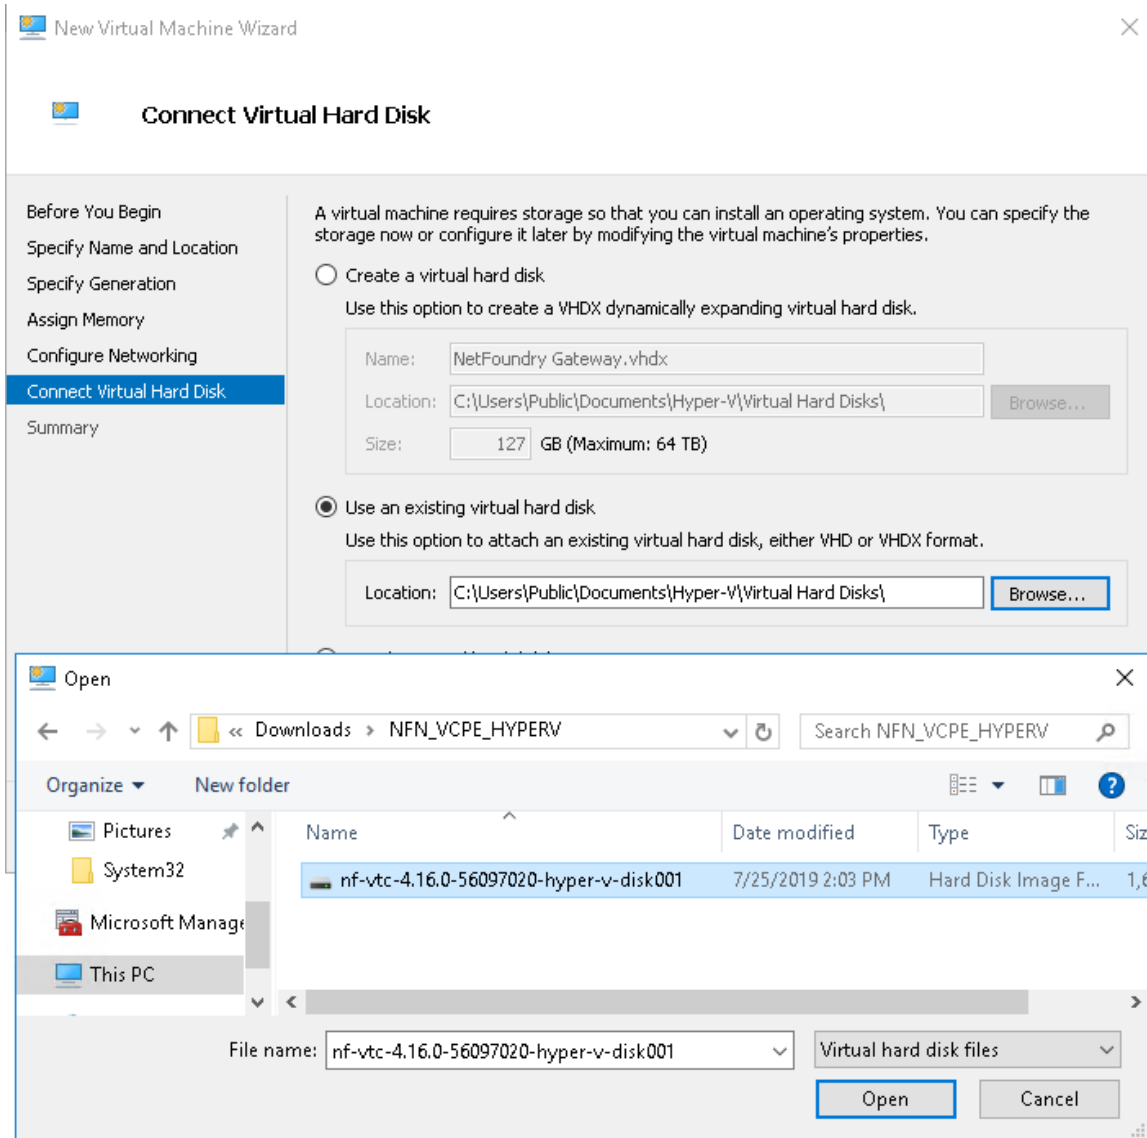 New Virtual Machine Wizard
Connect Virtual Hard Disk
Before You Begin
Specify Name and Location
Specify Generation
Assign Memory
Configure Networking
Connect Virtual Hard Disk
Summary
A virtual machine requires storage so that you can install an operating system. You can specify the
storage now or configure it later by modifying the virtual machine's properties.
Create a virtual hard disk
Use this option to create a VHDX dynamically expanding virtual hard disk.
Name: NetFoundry Gateway.vhdx
Location: C:\Users\Public\Documents\Hyper-V\Virtual Hard Disks\ Browse...
Size: 127 GB (Maximum: 64 TB)
Use an existing virtual hard disk
Use this option to attach an existing virtual hard disk, either VHD or VHDX format.
Location: C:\Users\Public\Documents\Hyper-V\Virtual Hard Disks\ Browse...
Open
« Downloads > NFN_VCPE_HYPERV
Search NFN_VCPE_HYPERV
Organize
New folder
Pictures
System32
Microsoft Manage
This PC
Name Date modified Type Siz
nf-vtc-4.16.0-56097020-hyper-v-disk001 7/25/2019 2:03 PM Hard Disk Image F... 1,6
File name: nf-vtc-4.16.0-56097020-hyper-v-disk001 Virtual hard disk files
Open Cancel